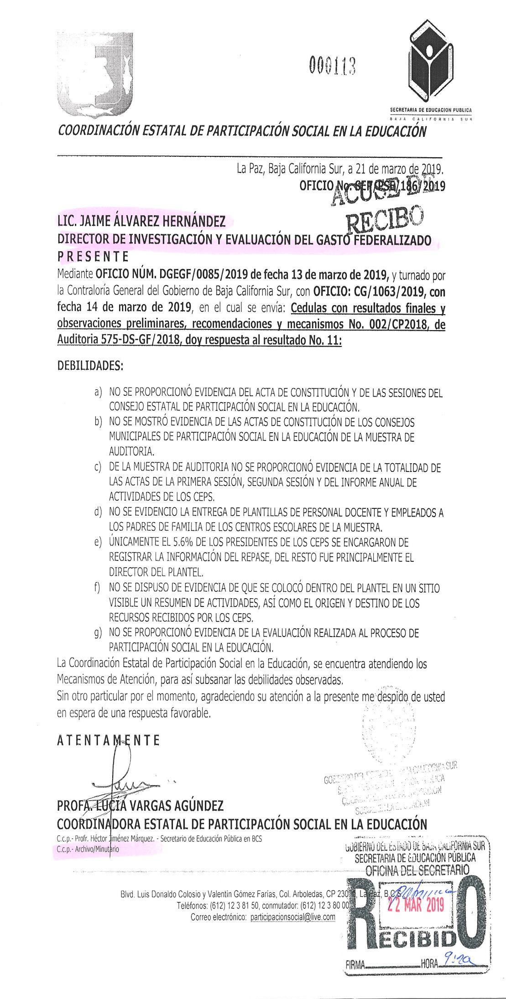 000113
SECRETARIA DE EDUCACION PUBLICA
BAJA CALIFORNIA SUR
COORDINACIÓN ESTATAL DE PARTICIPACIÓN SOCIAL EN LA EDUCACIÓN
La Paz, Baja California Sur, a 21 de marzo de 2019.
OFICIO No. SEP/PSE/186/2019
ACUSE DE
RECIBO
LIC. JAIME ÁLVAREZ HERNÁNDEZ
DIRECTOR DE INVESTIGACIÓN Y EVALUACIÓN DEL GASTO FEDERALIZADO
P R E S E N T E
Mediante OFICIO NÚM. DGEGF/0085/2019 de fecha 13 de marzo de 2019, y turnado por
la Contraloría General del Gobierno de Baja California Sur, con OFICIO: CG/1063/2019, con
fecha 14 de marzo de 2019, en el cual se envía: Cedulas con resultados finales y
observaciones preliminares, recomendaciones y mecanismos No. 002/CP2018, de
Auditoria 575-DS-GF/2018, doy respuesta al resultado No. 11:
DEBILIDADES:
a) NO SE PROPORCIONÓ EVIDENCIA DEL ACTA DE CONSTITUCIÓN Y DE LAS SESIONES DEL
CONSEJO ESTATAL DE PARTICIPACIÓN SOCIAL EN LA EDUCACIÓN.
b) NO SE MOSTRÓ EVIDENCIA DE LAS ACTAS DE CONSTITUCIÓN DE LOS CONSEJOS
MUNICIPALES DE PARTICIPACIÓN SOCIAL EN LA EDUCACIÓN DE LA MUESTRA DE
AUDITORIA.
c) DE LA MUESTRA DE AUDITORIA NO SE PROPORCIONÓ EVIDENCIA DE LA TOTALIDAD DE
LAS ACTAS DE LA PRIMERA SESIÓN, SEGUNDA SESIÓN Y DEL INFORME ANUAL DE
ACTIVIDADES DE LOS CEPS.
d) NO SE EVIDENCIO LA ENTREGA DE PLANTILLAS DE PERSONAL DOCENTE Y EMPLEADOS A
LOS PADRES DE FAMILIA DE LOS CENTROS ESCOLARES DE LA MUESTRA.
e) ÚNICAMENTE EL 5.6% DE LOS PRESIDENTES DE LOS CEPS SE ENCARGARON DE
REGISTRAR LA INFORMACIÓN DEL REPASE, DEL RESTO FUE PRINCIPALMENTE EL
DIRECTOR DEL PLANTEL.
f) NO SE DISPUSO DE EVIDENCIA DE QUE SE COLOCÓ DENTRO DEL PLANTEL EN UN SITIO
VISIBLE UN RESUMEN DE ACTIVIDADES, ASÍ COMO EL ORIGEN Y DESTINO DE LOS
RECURSOS RECIBIDOS POR LOS CEPS.
g) NO SE PROPORCIONÓ EVIDENCIA DE LA EVALUACIÓN REALIZADA AL PROCESO DE
PARTICIPACIÓN SOCIAL EN LA EDUCACIÓN.
La Coordinación Estatal de Participación Social en la Educación, se encuentra atendiendo los
Mecanismos de Atención, para así subsanar las debilidades observadas.
Sin otro particular por el momento, agradeciendo su atención a la presente me despido de usted
en espera de una respuesta favorable.
A T E N T A M E N T E
GOBIERNO DEL ESTADO DE BAJA CALIFORNIA SUR
SOCIAL EN LA EDUCACIÓN
PROFA. LUCÍA VARGAS AGÚNDEZ
COORDINADORA ESTATAL DE PARTICIPACIÓN SOCIAL EN LA EDUCACIÓN
C.c.p.- Profr. Héctor Jiménez Márquez. - Secretario de Educación Pública en BCS
C.c.p.- Archivo/Minutario
GOBIERNO DEL ESTADO DE BAJA CALIFORNIA SUR
SECRETARIA DE EDUCACIÓN PÚBLICA
OFICINA DEL SECRETARIO
Blvd. Luis Donaldo Colosio y Valentín Gómez Farías, Col. Arboledas, CP La Paz, B.C.S.
Teléfonos: (612) 12 3 81 50, conmutador: (612) 12 3 80 00
Correo electrónico: participacionsocial@live.com
22 MAR 2019
RECIBIDO
FIRMA HORA